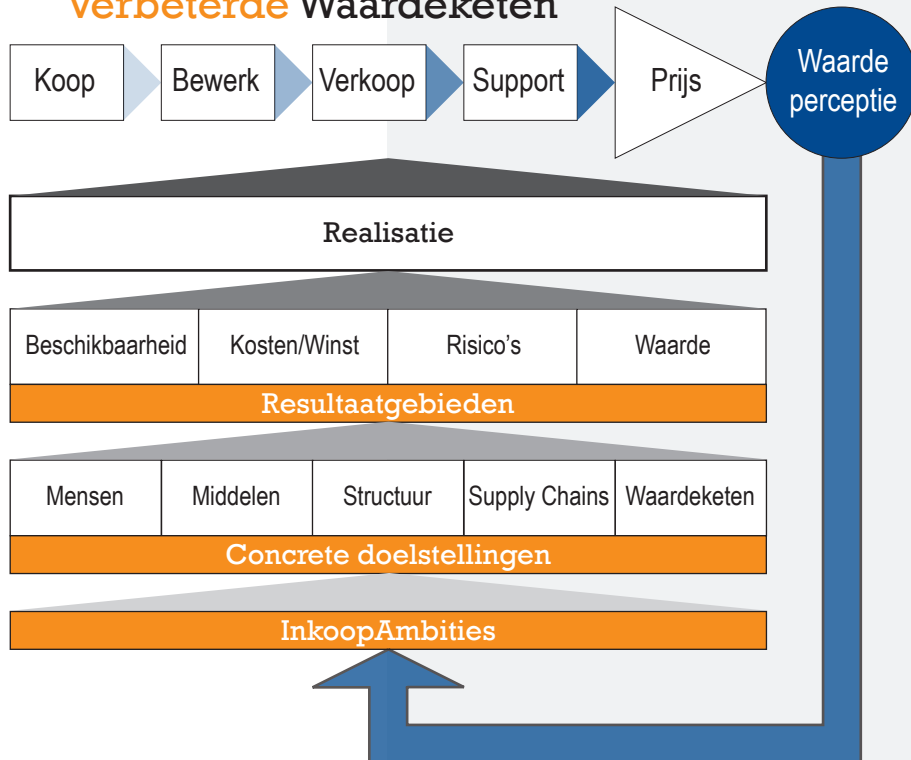 Verbeterde Waardeketen
Koop
Bewerk
Verkoop
Support
Prijs
Waarde
perceptie
Realisatie
Beschikbaarheid
Kosten/Winst
Risico's
Waarde
Resultaatgebieden
Mensen
Middelen
Structuur
Supply Chains
Waardeketen
Concrete doelstellingen
InkoopAmbities